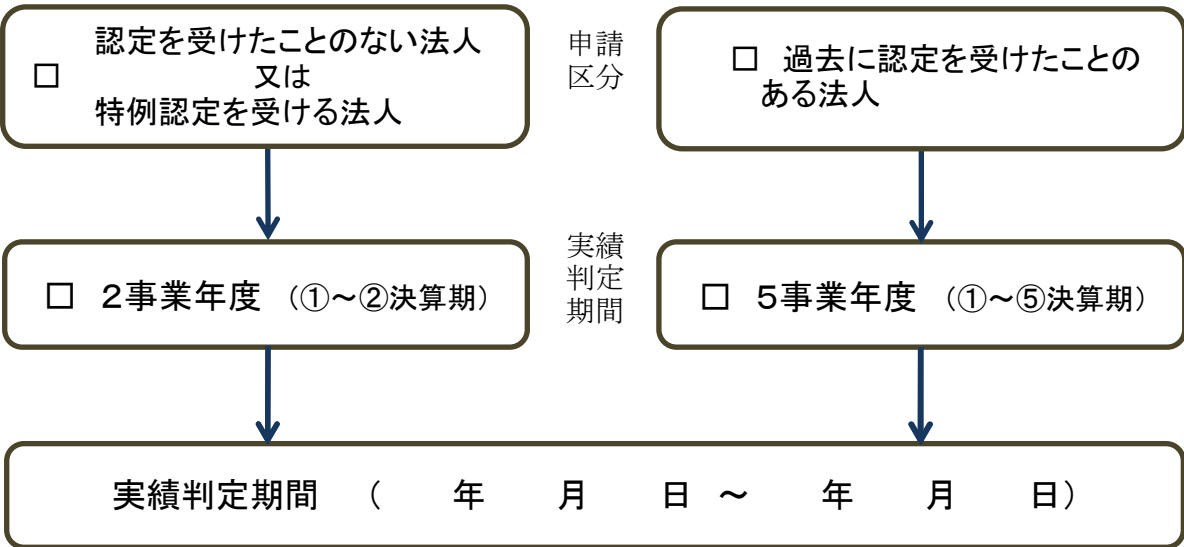 認定を受けたことのない法人
□ 又は
特例認定を受ける法人
申請
区分
□ 過去に認定を受けたことの
ある法人
□ 2事業年度 (①~②決算期)
実績
判定
期間
□ 5事業年度 (①~⑤決算期)
実績判定期間 ( 年 月 日 ~ 年 月 日)